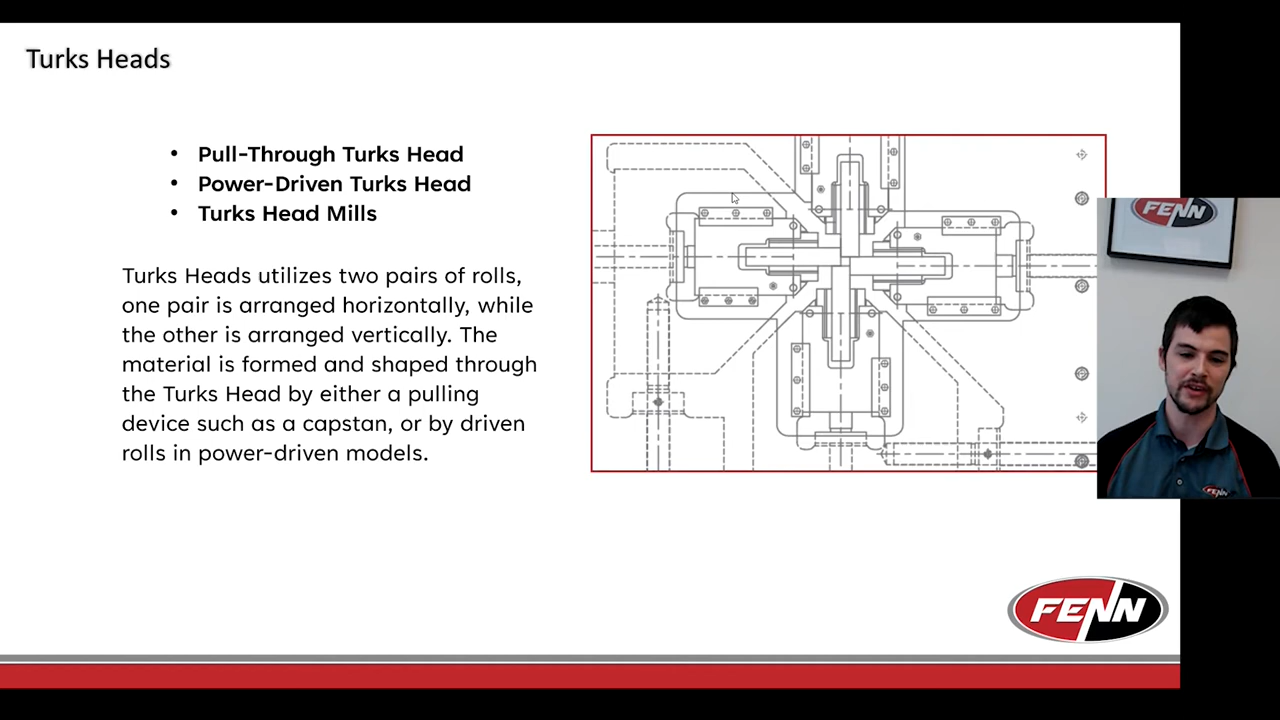 Turks Heads
• Pull-Through Turks Head
• Power-Driven Turks Head
• Turks Head Mills
Turks Heads utilizes two pairs of rolls,
one pair is arranged horizontally, while
the other is arranged vertically. The
material is formed and shaped through
the Turks Head by either a pulling
device such as a capstan, or by driven
rolls in power-driven models.
FENN
FENN
FENN